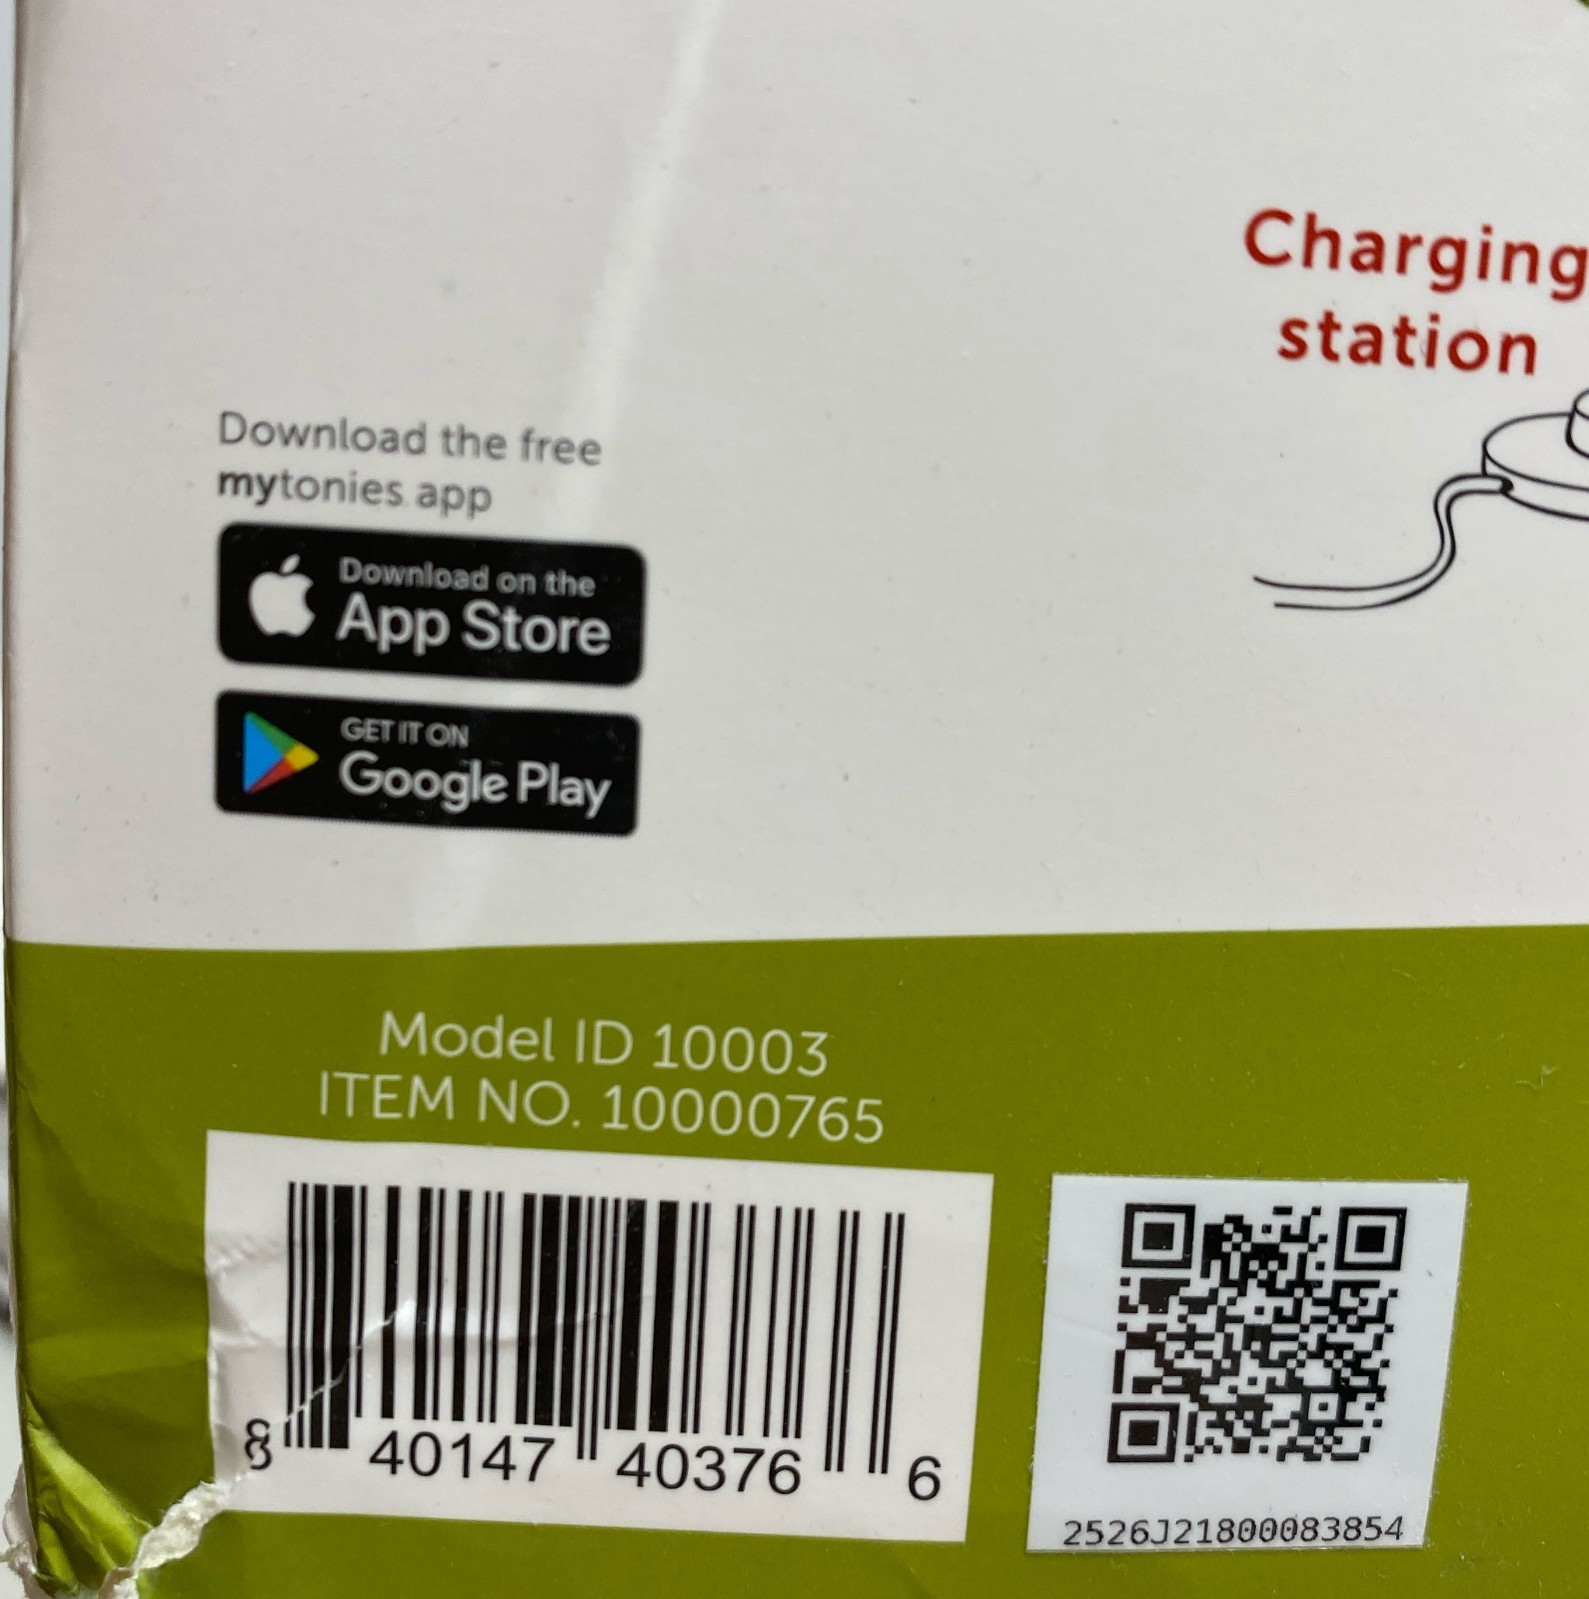 Charging
station
Download the free
mytonies app
Download on the
App Store
GET IT ON
Google Play
Model ID 10003
ITEM NO. 10000765
8 40147 40376 6
2526J21800083854